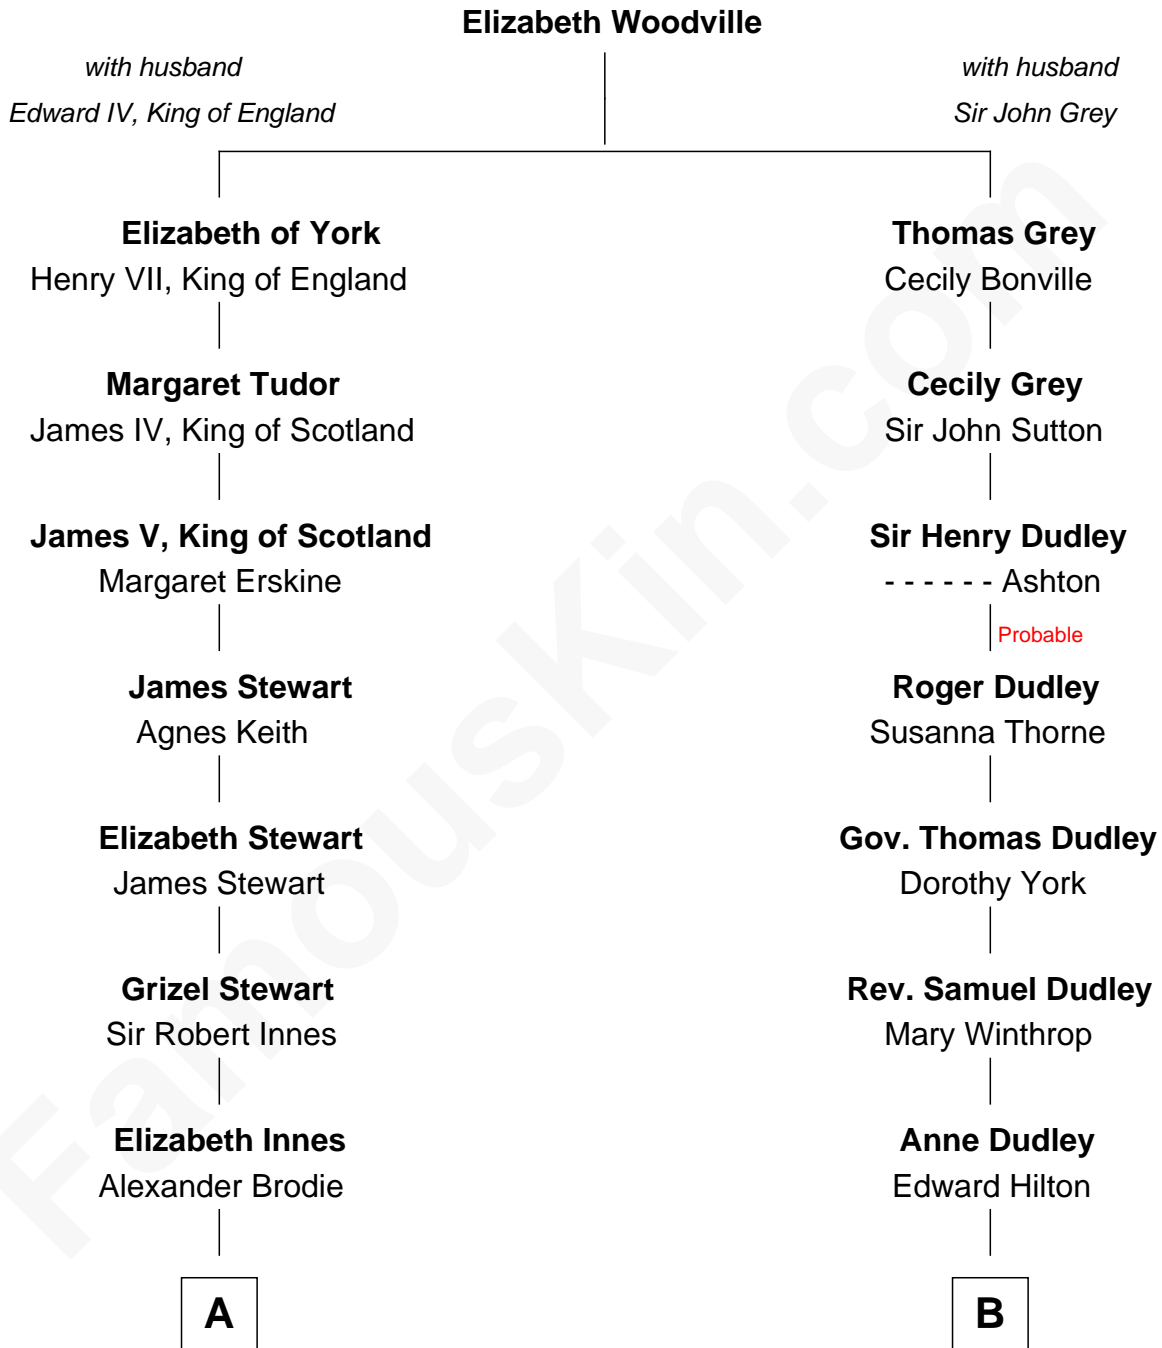 Elizabeth Woodville
with husband
Edward IV, King of England
with husband
Sir John Grey
Elizabeth of York
Henry VII, King of England
Thomas Grey
Cecily Bonville
Margaret Tudor
James IV, King of Scotland
Cecily Grey
Sir John Sutton
James V, King of Scotland
Margaret Erskine
Sir Henry Dudley
- - - - - - Ashton
Probable
James Stewart
Agnes Keith
Roger Dudley
Susanna Thorne
Elizabeth Stewart
James Stewart
Gov. Thomas Dudley
Dorothy York
Grizel Stewart
Sir Robert Innes
Rev. Samuel Dudley
Mary Winthrop
Elizabeth Innes
Alexander Brodie
Anne Dudley
Edward Hilton
A
B
FamousKin.com